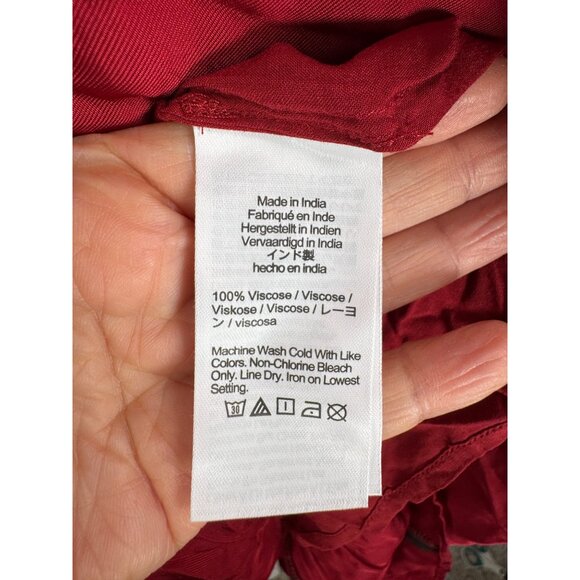 Made in India
Fabriqué en Inde
Hergestellt in Indien
Vervaardigd in India
インド製
hecho en india
100% Viscose / Viscose /
Viskose / Viscose / レーヨ
ン / viscosa
Machine Wash Cold With Like
Colors. Non-Chlorine Bleach
Only. Line Dry. Iron on Lowest
Setting.
30